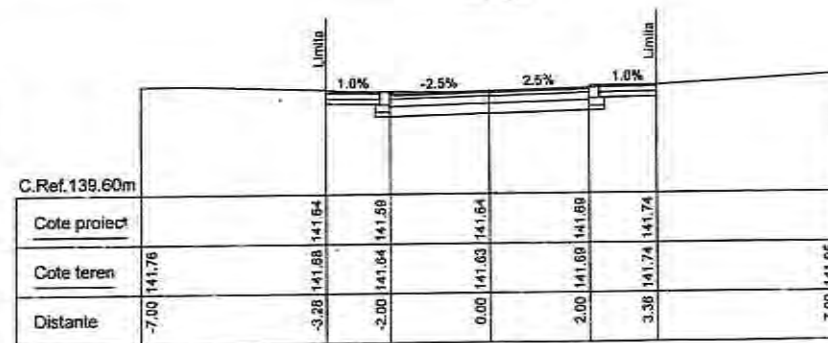 Limita Limita
1.0% -2.5% 2.5% 1.0%
C.Ref.139.60m
Cote proiect 141.64 141.59 141.64 141.69 141.74
Cote teren 141.76 141.68 141.64 141.63 141.69 141.74
Distante -7.00 -3.28 -2.00 0.00 2.00 3.38